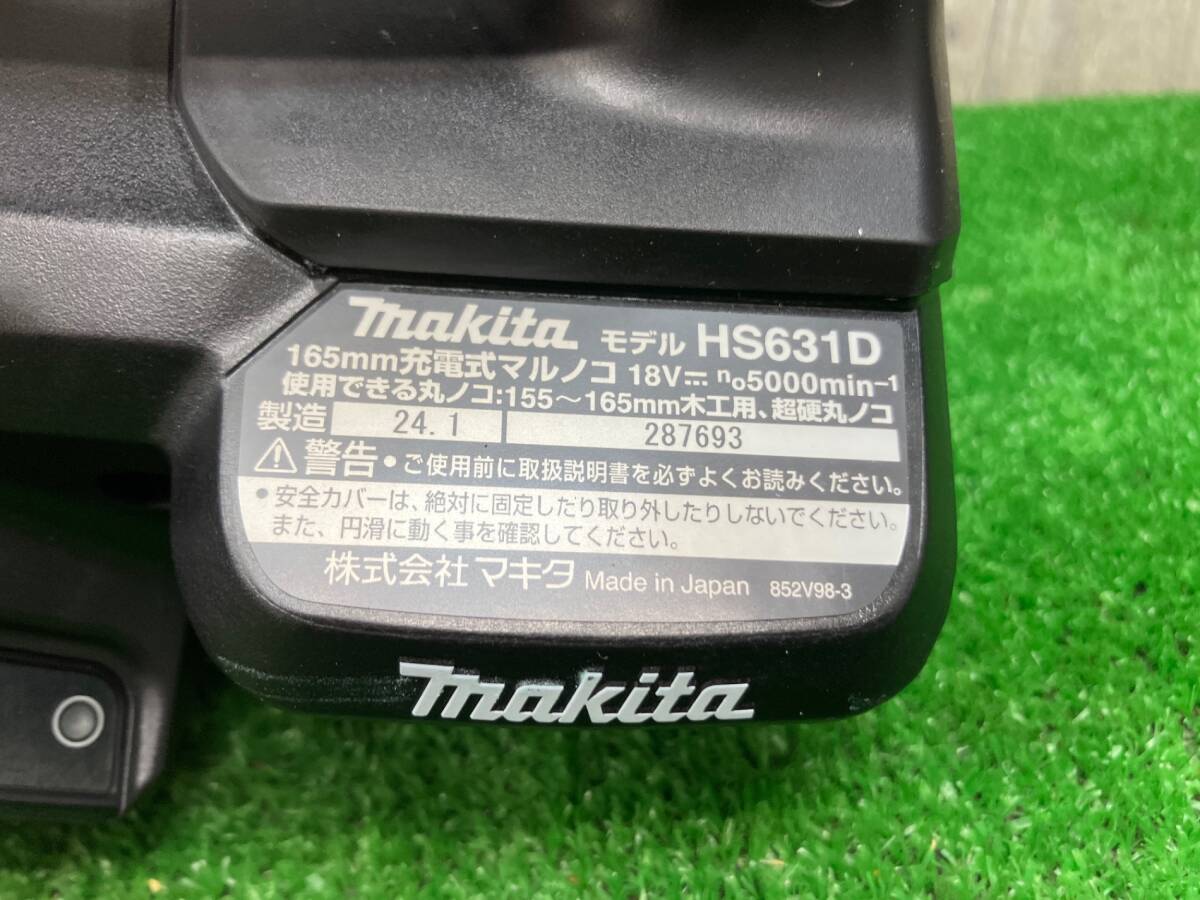 makita モデル HS631D
165mm充電式マルノコ 18V⎓ n₀5000min⁻¹
使用できる丸ノコ:155～165mm木工用、超硬丸ノコ
製造 24.1 287693
⚠警告 •ご使用前に取扱説明書を必ずよくお読みください。
•安全カバーは、絶対に固定したり取り外したりしないでください。
また、円滑に動く事を確認してください。
株式会社 マキタ Made in Japan 852V98-3
makita